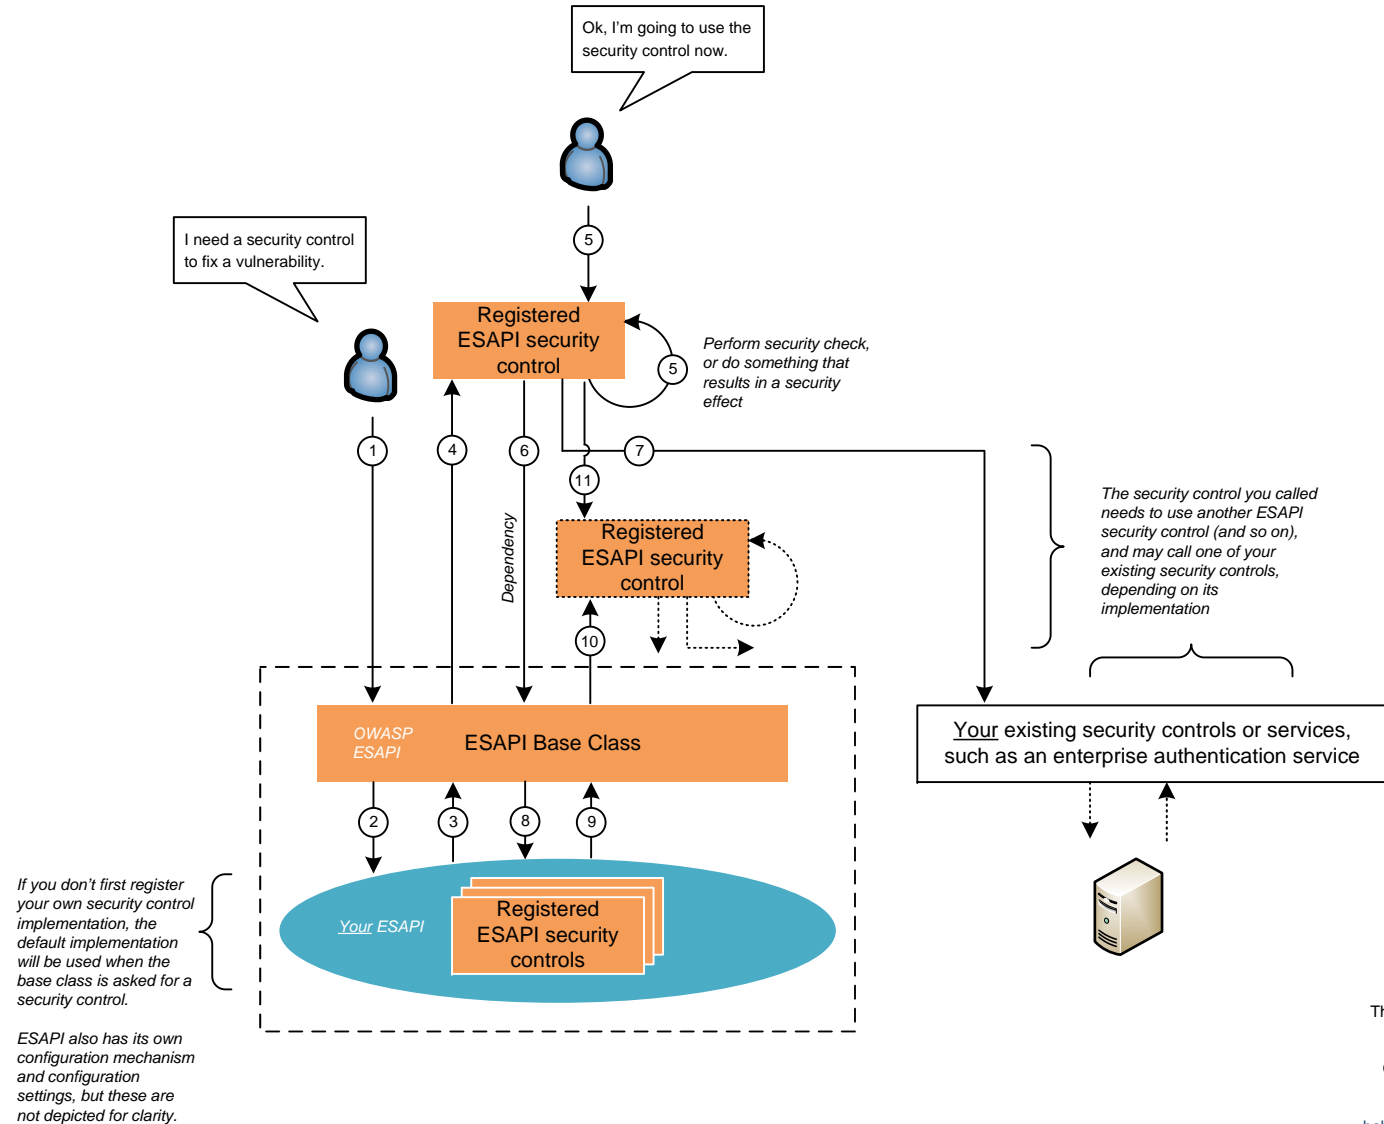 Ok, I'm going to use the
security control now.
I need a security control
to fix a vulnerability.
5
Registered
ESAPI security
control
5
Perform security check,
or do something that
results in a security
effect
1
4
6
7
11
Dependency
The security control you called
needs to use another ESAPI
security control (and so on),
and may call one of your
existing security controls,
depending on its
implementation
Registered
ESAPI security
control
10
OWASP
ESAPI
ESAPI Base Class
Your existing security controls or services,
such as an enterprise authentication service
2
3
8
9
If you don't first register
your own security control
implementation, the
default implementation
will be used when the
base class is asked for a
security control.
Your ESAPI
Registered
ESAPI security
controls
ESAPI also has its own
configuration mechanism
and configuration
settings, but these are
not depicted for clarity.